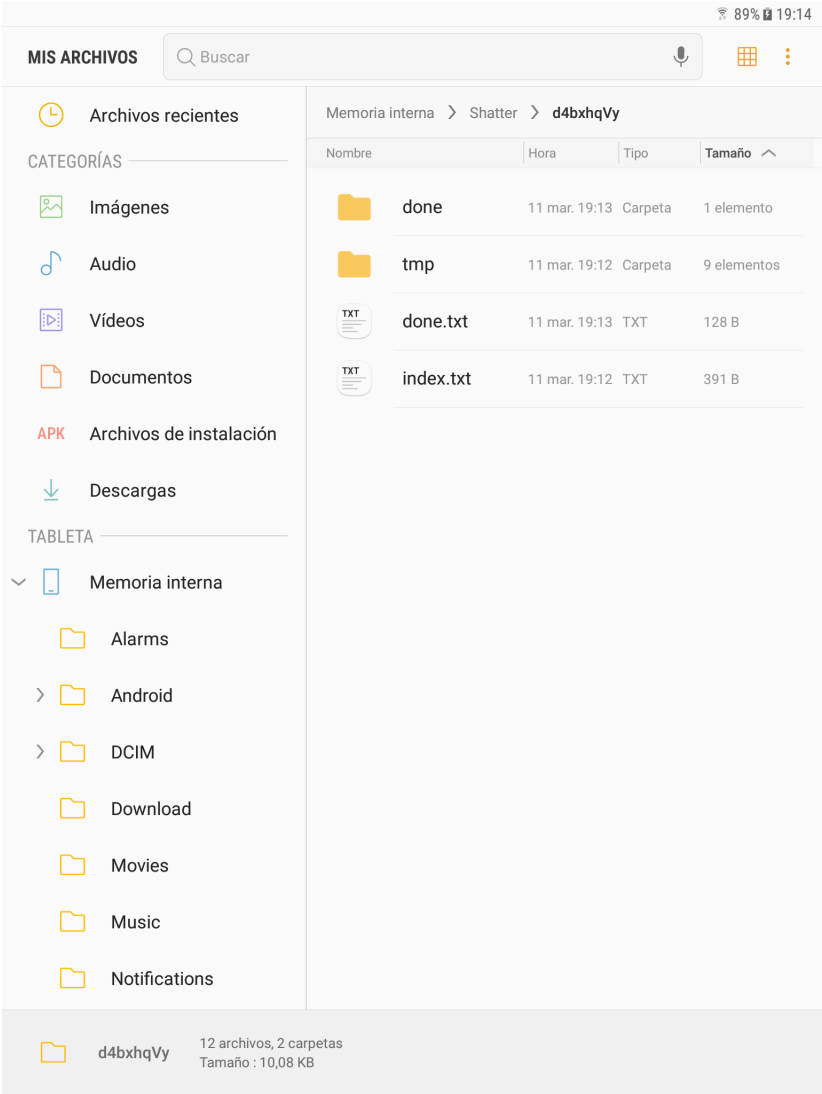 89% 19:14
MIS ARCHIVOS
Buscar
Archivos recientes
CATEGORÍAS
Imágenes
Audio
Vídeos
Documentos
APK Archivos de instalación
Descargas
TABLETA
Memoria interna
Alarms
Android
DCIM
Download
Movies
Music
Notifications
Memoria interna > Shatter > d4bxhqVy
Nombre Hora Tipo Tamaño
done 11 mar. 19:13 Carpeta 1 elemento
tmp 11 mar. 19:12 Carpeta 9 elementos
TXT done.txt 11 mar. 19:13 TXT 128 B
TXT index.txt 11 mar. 19:12 TXT 391 B
d4bxhqVy
12 archivos, 2 carpetas
Tamaño : 10,08 KB